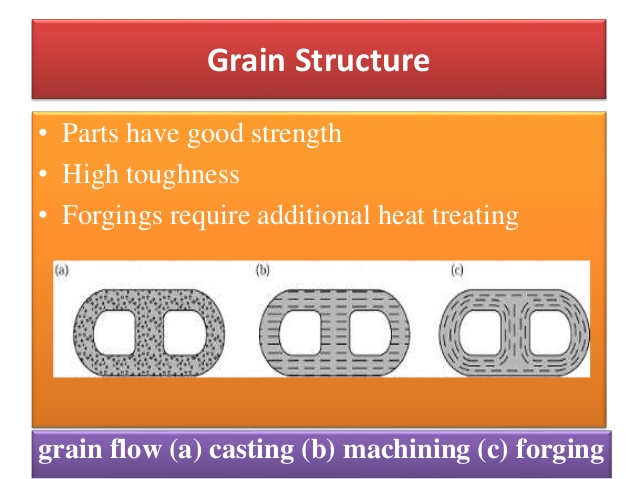 Grain Structure
• Parts have good strength
• High toughness
• Forgings require additional heat treating
(a) (b) (c)
grain flow (a) casting (b) machining (c) forging